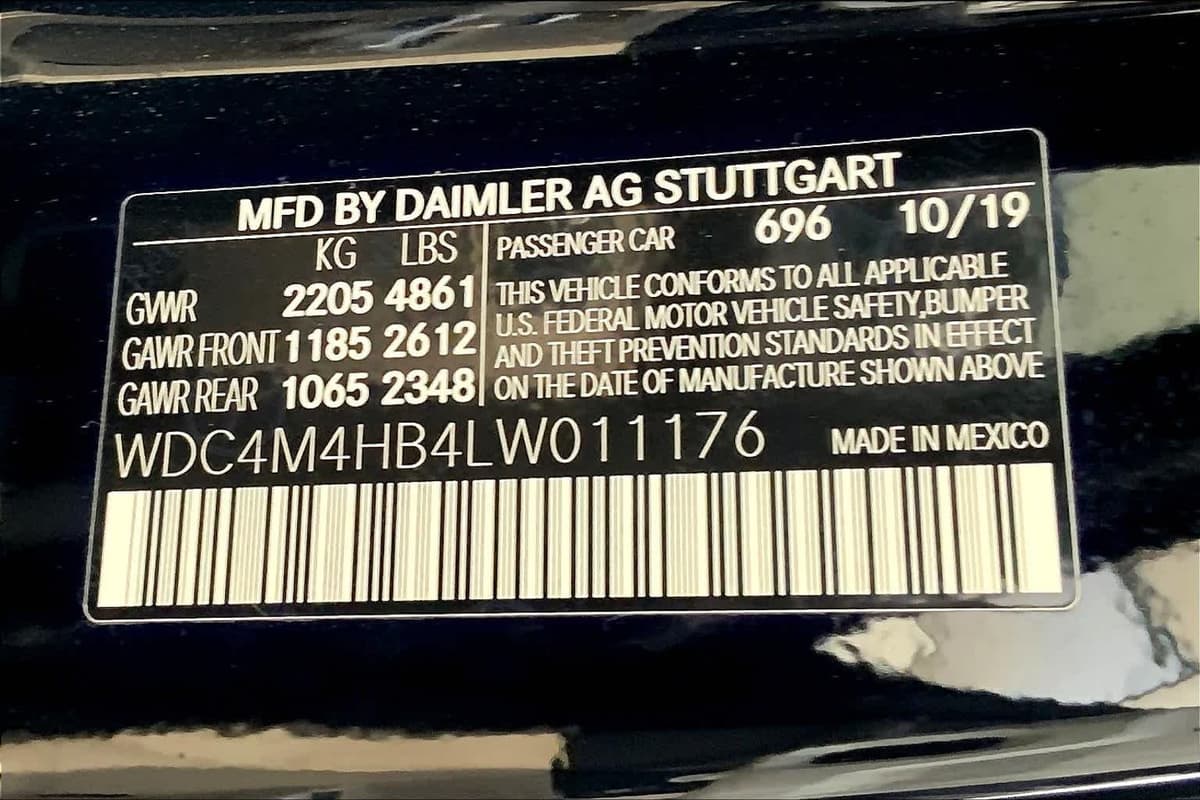 MFD BY DAIMLER AG STUTTGART
KG LBS
GVWR 2205 4861
GAWR FRONT 1185 2612
GAWR REAR 1065 2348
PASSENGER CAR 696 10/19
THIS VEHICLE CONFORMS TO ALL APPLICABLE
U.S. FEDERAL MOTOR VEHICLE SAFETY,BUMPER
AND THEFT PREVENTION STANDARDS IN EFFECT
ON THE DATE OF MANUFACTURE SHOWN ABOVE
WDC4M4HB4LW011176 MADE IN MEXICO